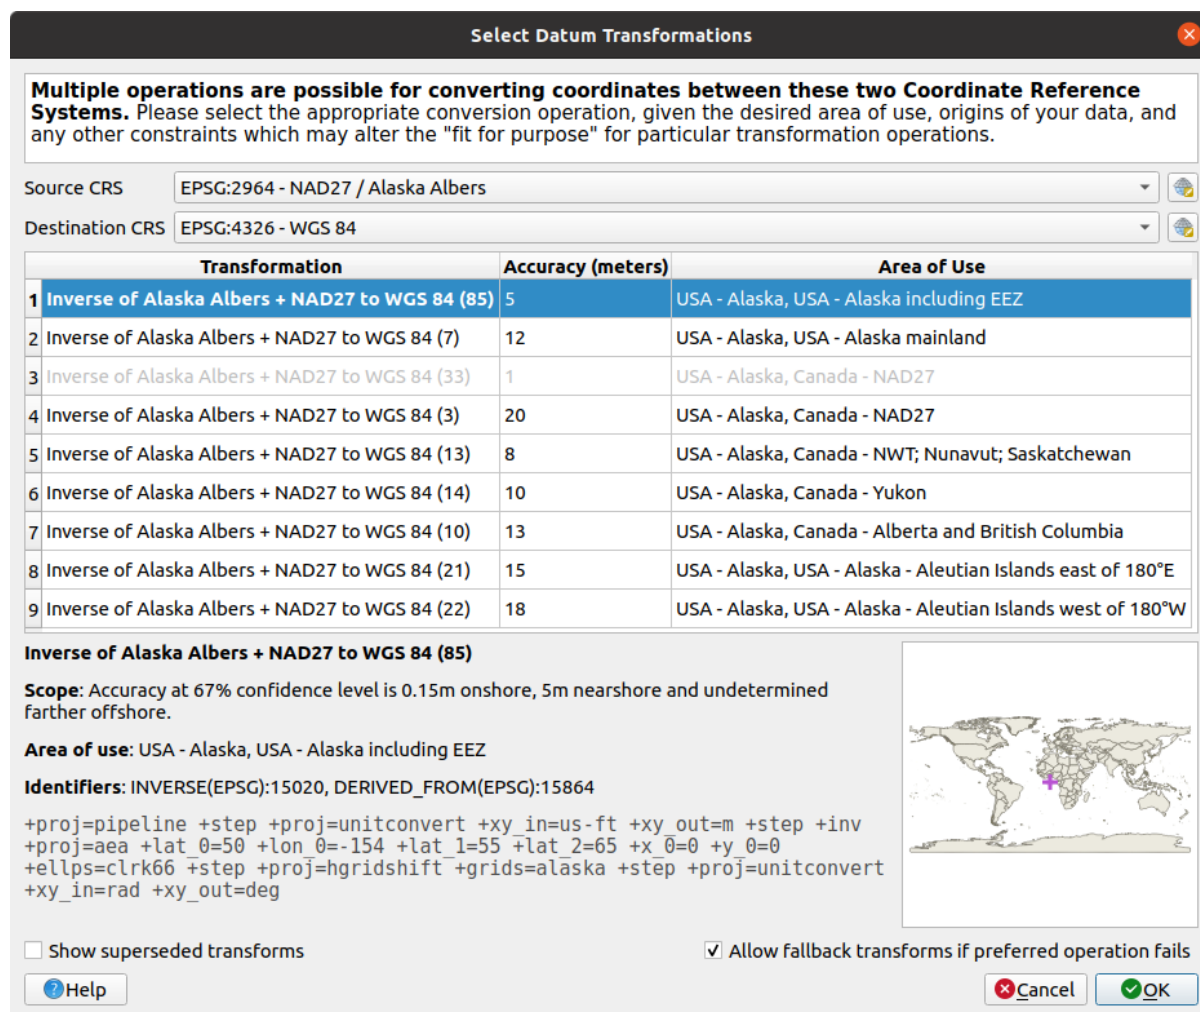 Select Datum Transformations
Multiple operations are possible for converting coordinates between these two Coordinate Reference
Systems. Please select the appropriate conversion operation, given the desired area of use, origins of your data, and
any other constraints which may alter the "fit for purpose" for particular transformation operations.
Source CRS EPSG:2964 - NAD27 / Alaska Albers
Destination CRS EPSG:4326 - WGS 84
Transformation Accuracy (meters) Area of Use
1 Inverse of Alaska Albers + NAD27 to WGS 84 (85) 5 USA - Alaska, USA - Alaska including EEZ
2 Inverse of Alaska Albers + NAD27 to WGS 84 (7) 12 USA - Alaska, USA - Alaska mainland
3 Inverse of Alaska Albers + NAD27 to WGS 84 (33) 1 USA - Alaska, Canada - NAD27
4 Inverse of Alaska Albers + NAD27 to WGS 84 (3) 20 USA - Alaska, Canada - NAD27
5 Inverse of Alaska Albers + NAD27 to WGS 84 (13) 8 USA - Alaska, Canada - NWT; Nunavut; Saskatchewan
6 Inverse of Alaska Albers + NAD27 to WGS 84 (14) 10 USA - Alaska, Canada - Yukon
7 Inverse of Alaska Albers + NAD27 to WGS 84 (10) 13 USA - Alaska, Canada - Alberta and British Columbia
8 Inverse of Alaska Albers + NAD27 to WGS 84 (21) 15 USA - Alaska, USA - Alaska - Aleutian Islands east of 180°E
9 Inverse of Alaska Albers + NAD27 to WGS 84 (22) 18 USA - Alaska, USA - Alaska - Aleutian Islands west of 180°W
Inverse of Alaska Albers + NAD27 to WGS 84 (85)
Scope: Accuracy at 67% confidence level is 0.15m onshore, 5m nearshore and undetermined
farther offshore.
Area of use: USA - Alaska, USA - Alaska including EEZ
Identifiers: INVERSE(EPSG):15020, DERIVED_FROM(EPSG):15864
+proj=pipeline +step +proj=unitconvert +xy_in=us-ft +xy_out=m +step +inv
+proj=aea +lat_0=50 +lon_0=-154 +lat_1=55 +lat_2=65 +x_0=0 +y_0=0
+ellps=clrk66 +step +proj=hgridshift +grids=alaska +step +proj=unitconvert
+xy_in=rad +xy_out=deg
Show superseded transforms Allow fallback transforms if preferred operation fails
Help Cancel OK